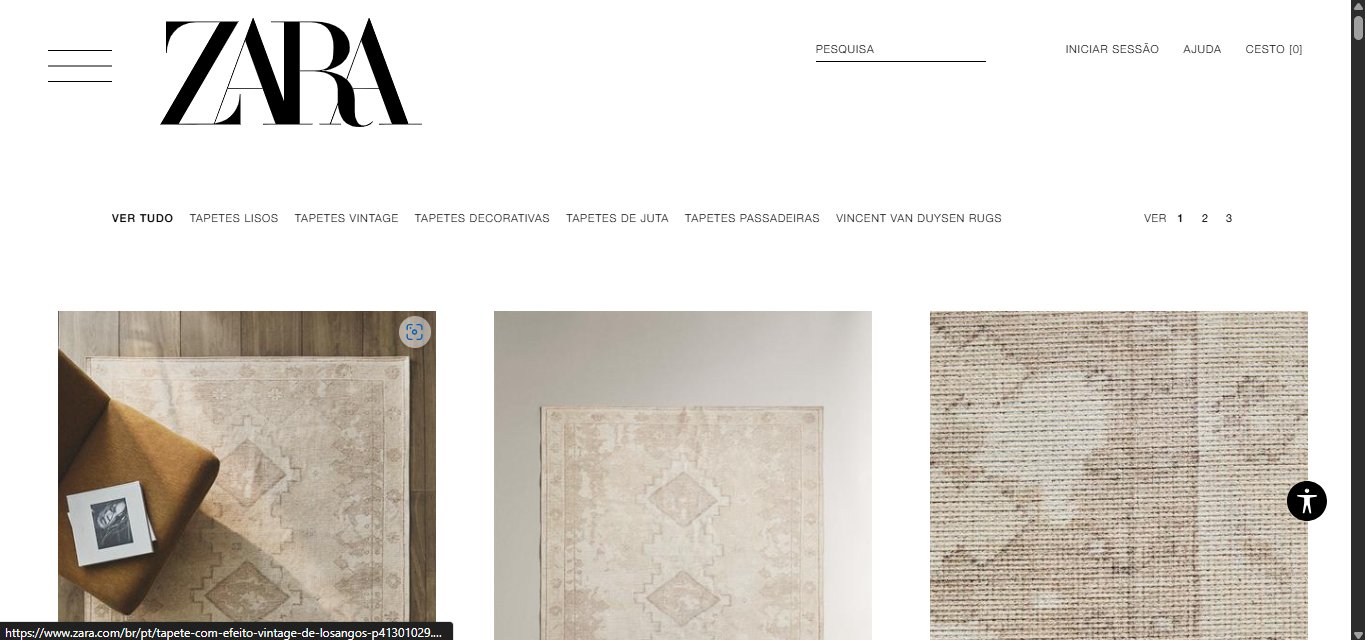 ZARA
PESQUISA
INICIAR SESSÃO AJUDA CESTO [0]
VER TUDO TAPETES LISOS TAPETES VINTAGE TAPETES DECORATIVAS TAPETES DE JUTA TAPETES PASSADEIRAS VINCENT VAN DUYSEN RUGS VER 1 2 3
https://www.zara.com/br/pt/tapete-com-efeito-vintage-de-losangos-p41301029....